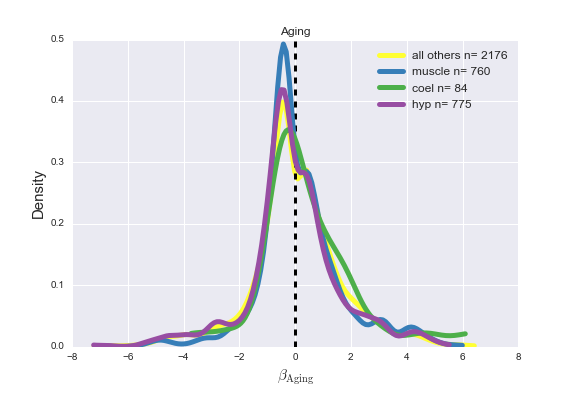 Aging
0.5
0.4
0.3
0.2
0.1
0.0
Density
all others n= 2176
muscle n= 760
coel n= 84
hyp n= 775
−8 −6 −4 −2 0 2 4 6 8
β Aging